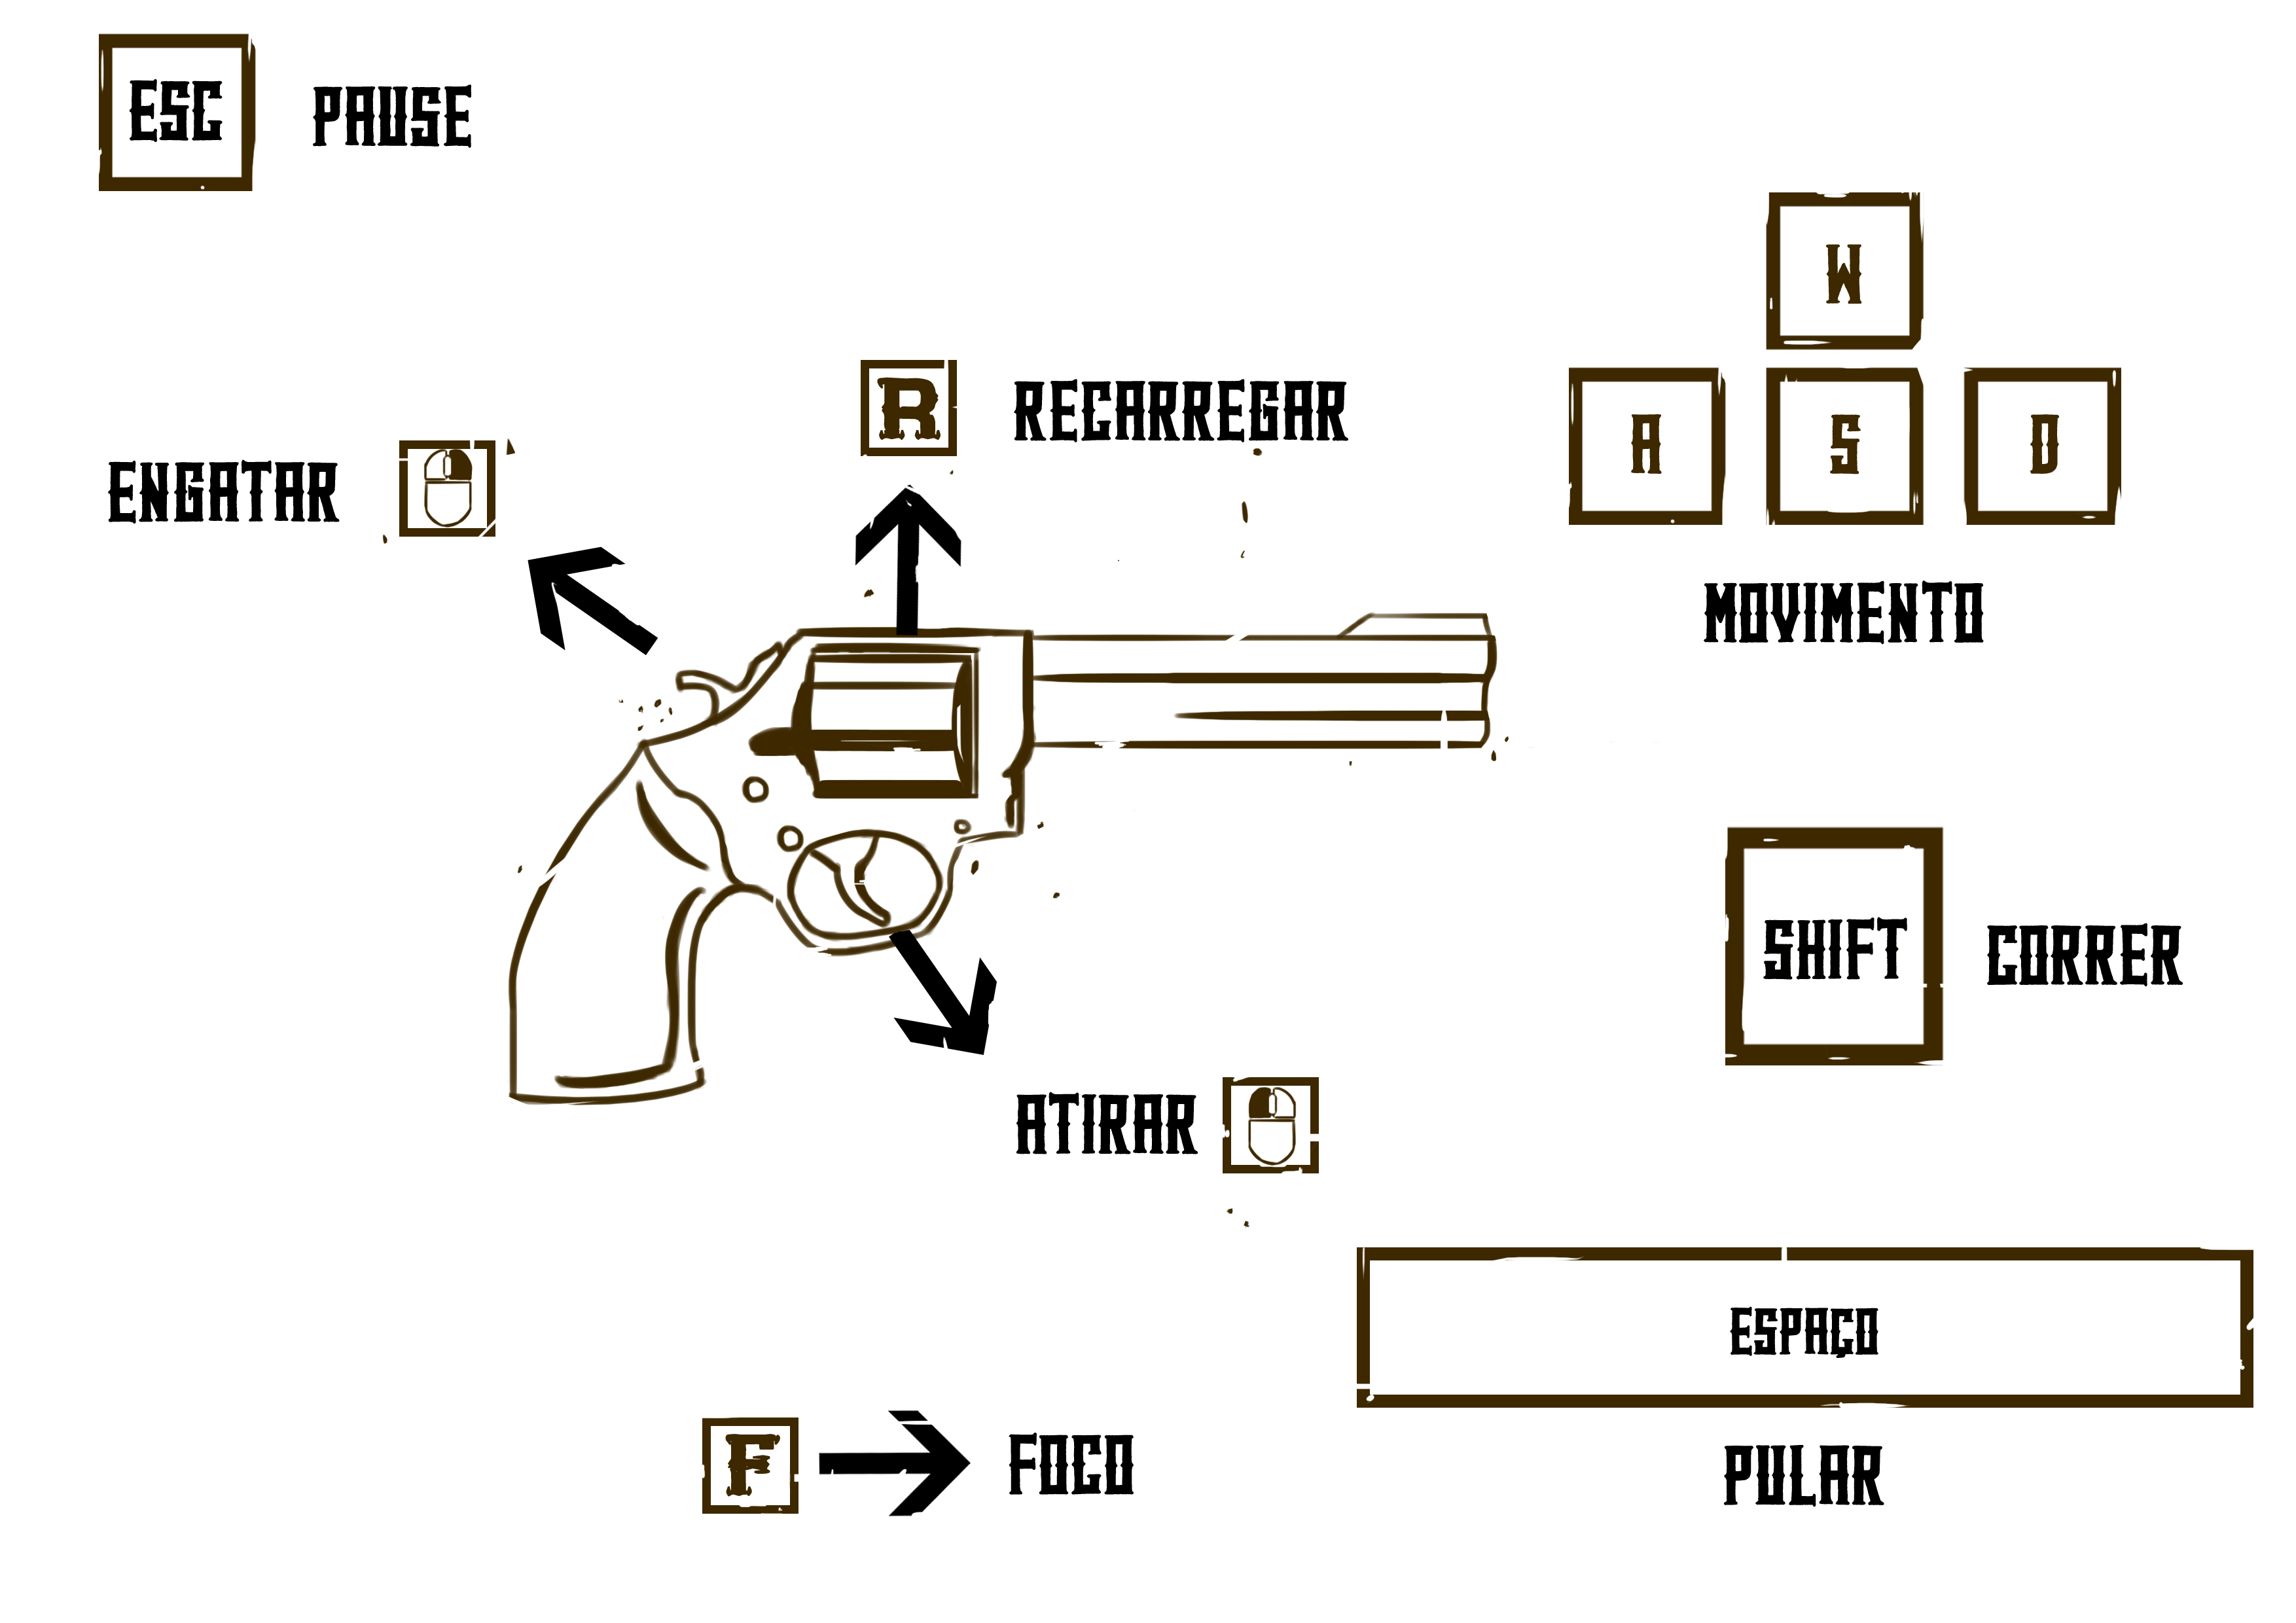 ESC PAUSE
W
A S D
MOVIMENTO
R RECARREGAR
ENGATAR
SHIFT CORRER
ATIRAR
ESPAÇO
PULAR
F FOCO